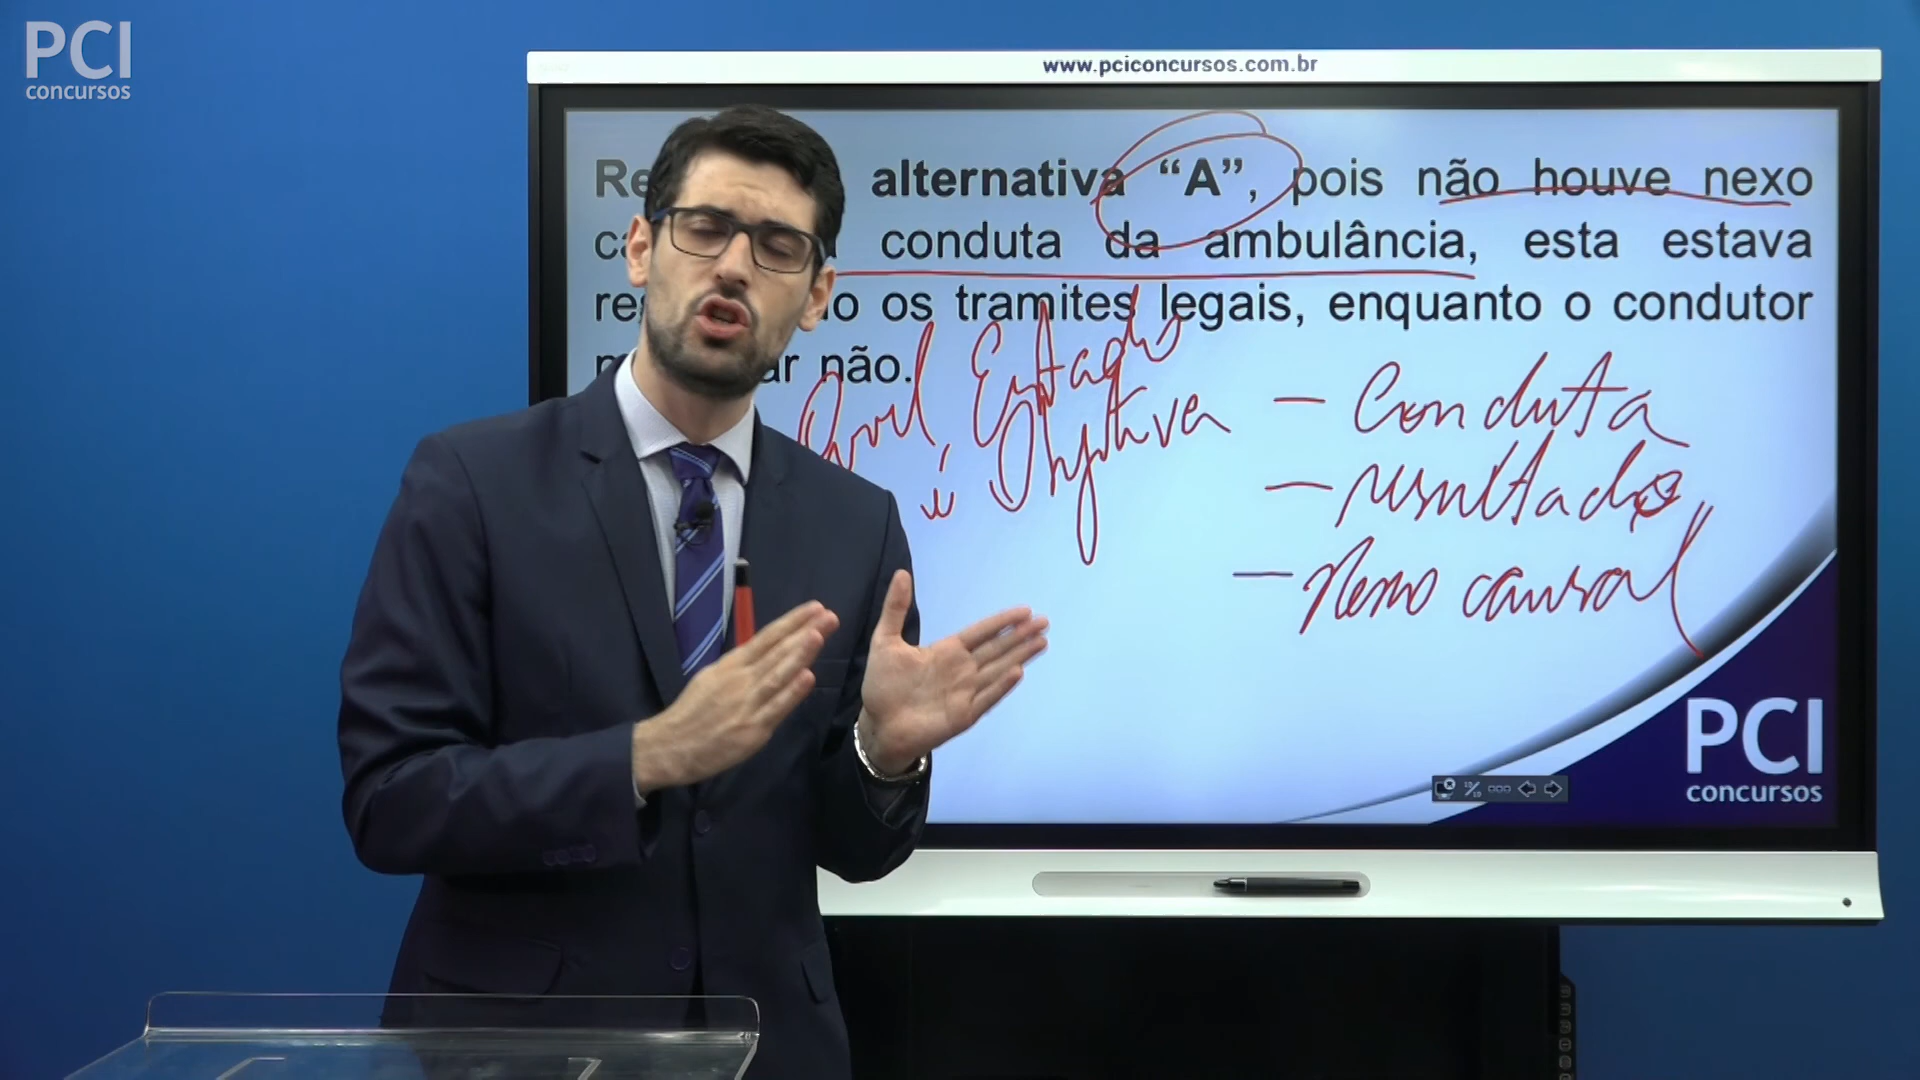 PCI
concursos
www.pciconcursos.com.br
alternativa “A”, pois não houve nexo
conduta da ambulância, esta estava
os tramites legais, enquanto o condutor
não.
Civil, Estado
Objetiva
- Conduta
- resultado
- Nexo causal
PCI
concursos